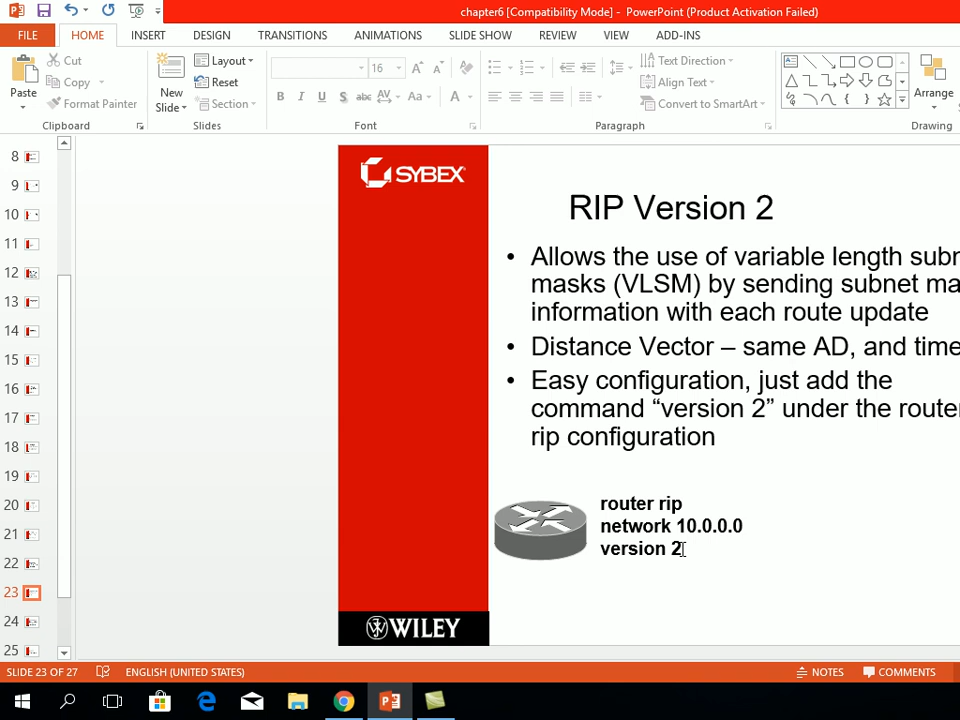 chapter6 [Compatibility Mode] - PowerPoint (Product Activation Failed)
FILE HOME INSERT DESIGN TRANSITIONS ANIMATIONS SLIDE SHOW REVIEW VIEW ADD-INS
Cut
Copy
Format Painter
Paste
Clipboard
New
Slide
Layout
Reset
Section
Slides
16
Font
Text Direction
Align Text
Convert to SmartArt
Paragraph
Arrange
Drawing
8
9
10
11
12
13
14
15
16
17
18
19
20
21
22
23
24
25
SYBEX
RIP Version 2
• Allows the use of variable length subn
masks (VLSM) by sending subnet ma
information with each route update
• Distance Vector – same AD, and time
• Easy configuration, just add the
command “version 2” under the router
rip configuration
router rip
network 10.0.0.0
version 2
WILEY
SLIDE 23 OF 27 ENGLISH (UNITED STATES) NOTES COMMENTS